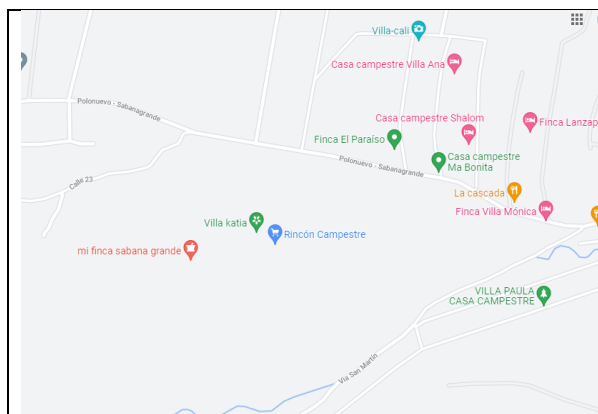 Villa-cali
Casa campestre Villa Ana
Polonuevo - Sabanagrande
Casa campestre Shalom
Finca Lanzap
Finca El Paraíso
Polonuevo - Sabanagrande
Casa campestre
Ma Bonita
Calle 23
La cascada
Finca Villa Mónica
Villa katia
Rincón Campestre
mi finca sabana grande
VILLA PAULA
CASA CAMPESTRE
Vía San Martín